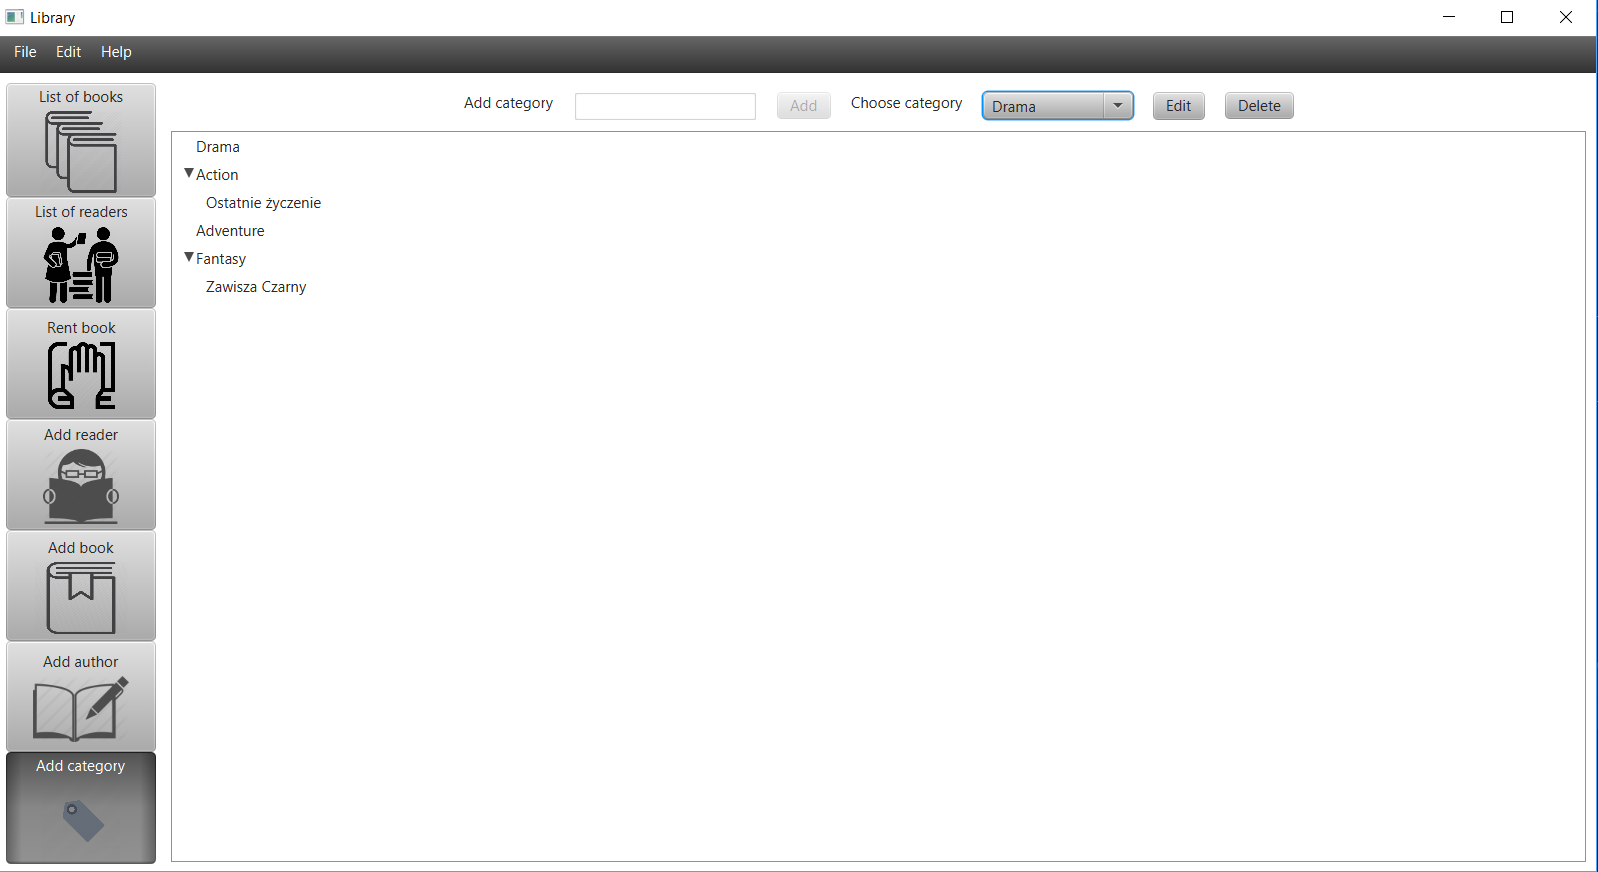 Library
File Edit Help
List of books
List of readers
Rent book
Add reader
Add book
Add author
Add category
Add category Add Choose category Drama Edit Delete
Drama
Action
Ostatnie życzenie
Adventure
Fantasy
Zawisza Czarny